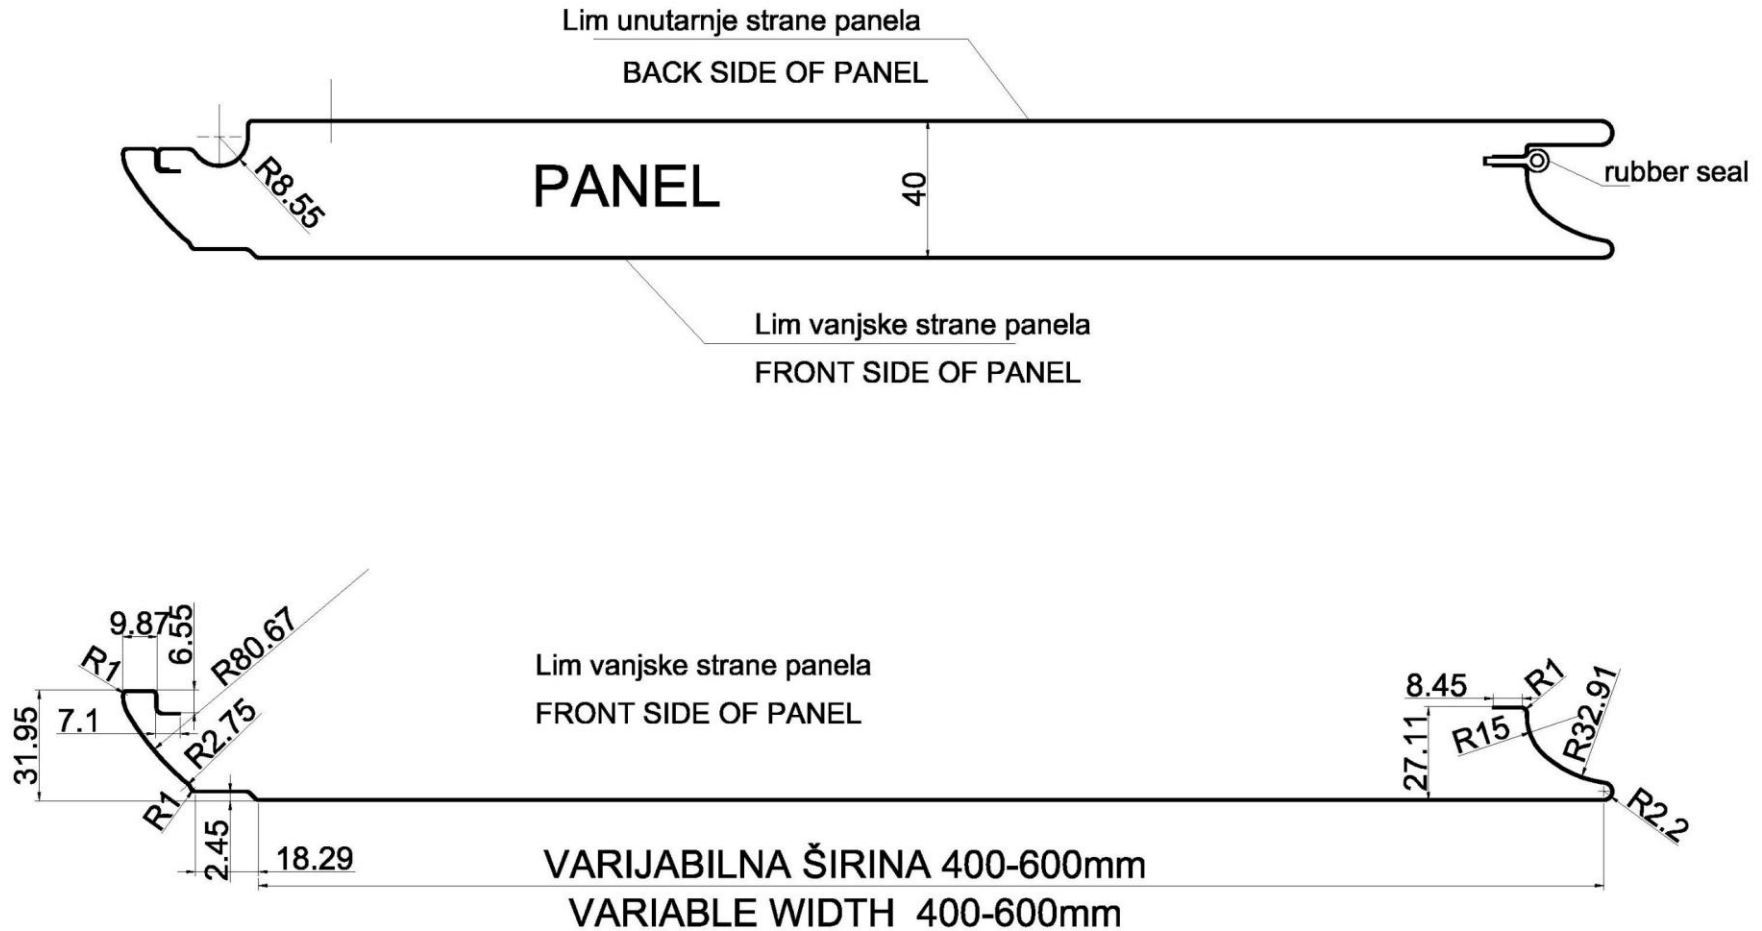 Lim unutarnje strane panela
BACK SIDE OF PANEL
R8.55
PANEL
40
rubber seal
Lim vanjske strane panela
FRONT SIDE OF PANEL
9.87
6.55
R1
R80.67
31.95
7.1
R2.75
R1
2.45
18.29
Lim vanjske strane panela
FRONT SIDE OF PANEL
8.45
R1
27.11
R15
R32.91
R2.2
VARIJABILNA ŠIRINA 400-600mm
VARIABLE WIDTH 400-600mm